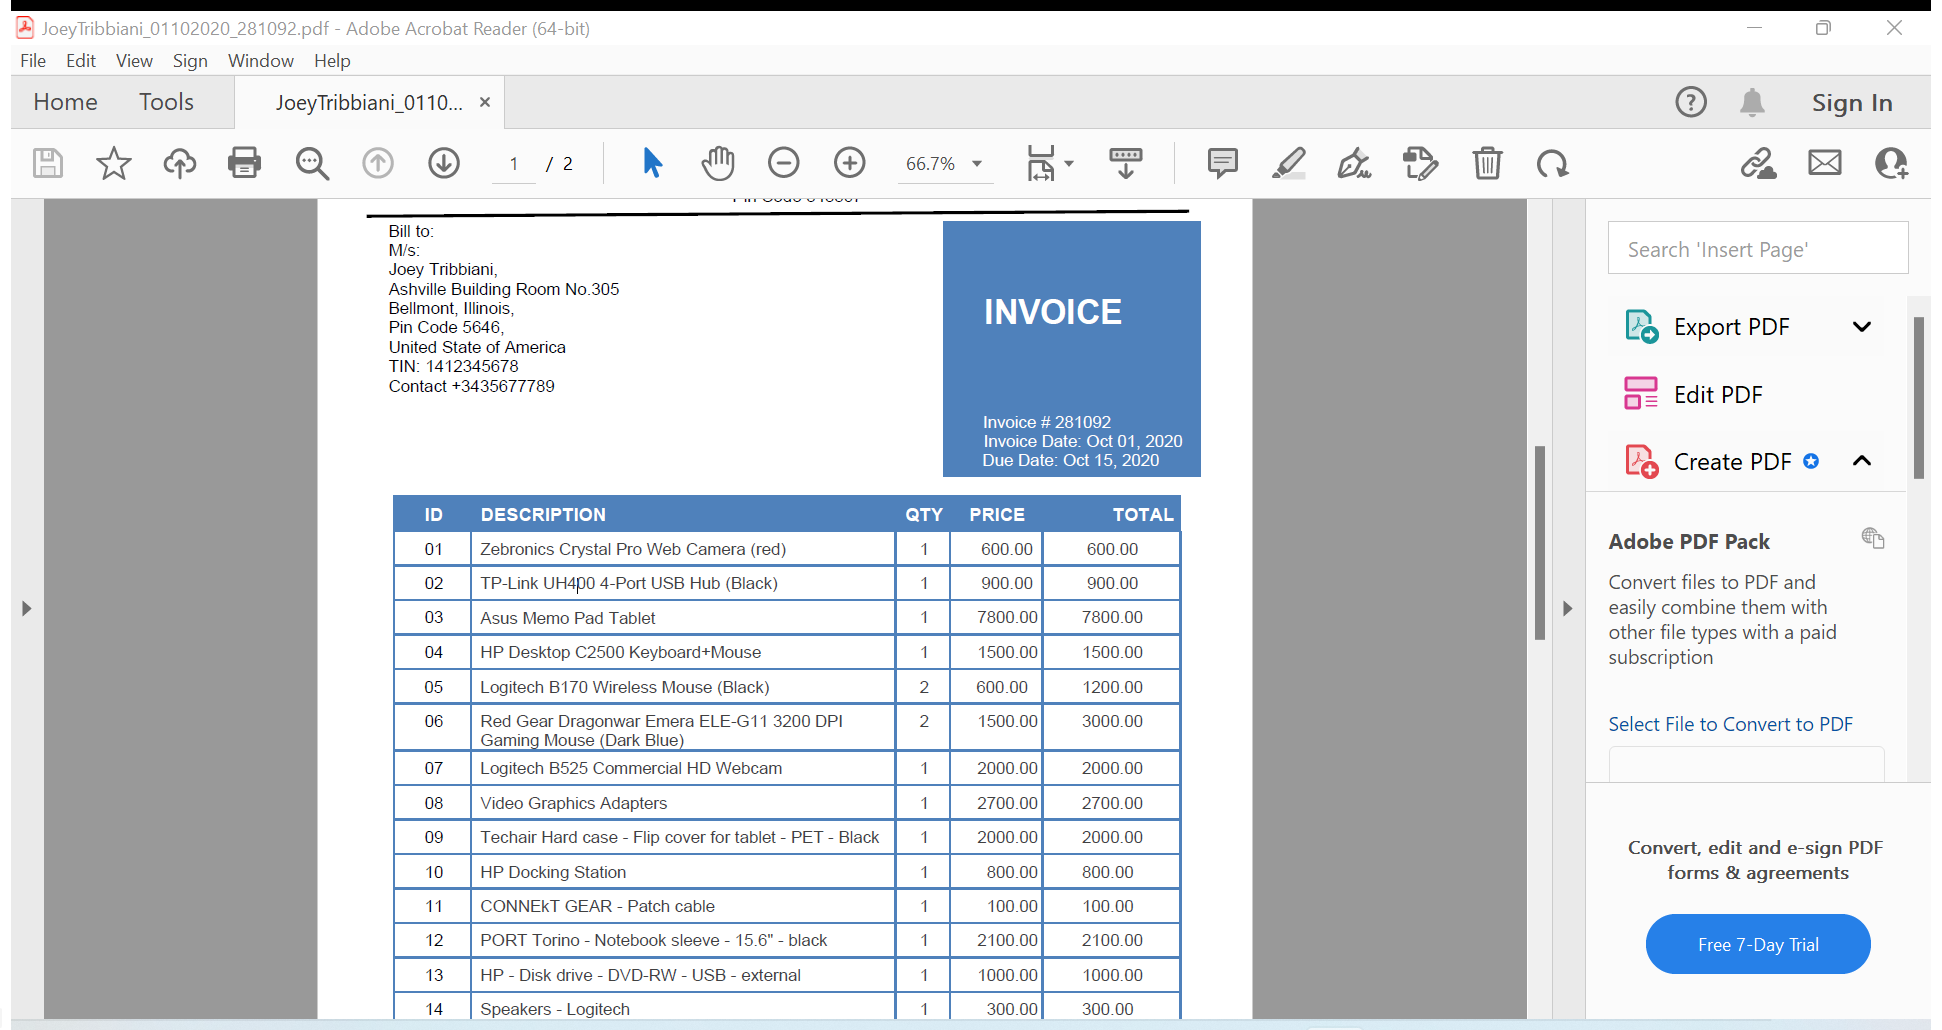 JoeyTribbiani_01102020_281092.pdf - Adobe Acrobat Reader (64-bit)
File Edit View Sign Window Help
Home Tools JoeyTribbiani_0110... × ? Sign In
1 / 2 66.7%
Bill to:
M/s:
Joey Tribbiani,
Ashville Building Room No.305
Bellmont, Illinois,
Pin Code 5646,
United State of America
TIN: 1412345678
Contact +3435677789
INVOICE
Invoice # 281092
Invoice Date: Oct 01, 2020
Due Date: Oct 15, 2020
ID DESCRIPTION QTY PRICE TOTAL
01 Zebronics Crystal Pro Web Camera (red) 1 600.00 600.00
02 TP-Link UH400 4-Port USB Hub (Black) 1 900.00 900.00
03 Asus Memo Pad Tablet 1 7800.00 7800.00
04 HP Desktop C2500 Keyboard+Mouse 1 1500.00 1500.00
05 Logitech B170 Wireless Mouse (Black) 2 600.00 1200.00
06 Red Gear Dragonwar Emera ELE-G11 3200 DPI 2 1500.00 3000.00
Gaming Mouse (Dark Blue)
07 Logitech B525 Commercial HD Webcam 1 2000.00 2000.00
08 Video Graphics Adapters 1 2700.00 2700.00
09 Techair Hard case - Flip cover for tablet - PET - Black 1 2000.00 2000.00
10 HP Docking Station 1 800.00 800.00
11 CONNEkT GEAR - Patch cable 1 100.00 100.00
12 PORT Torino - Notebook sleeve - 15.6" - black 1 2100.00 2100.00
13 HP - Disk drive - DVD-RW - USB - external 1 1000.00 1000.00
14 Speakers - Logitech 1 300.00 300.00
Search 'Insert Page'
Export PDF
Edit PDF
Create PDF
Adobe PDF Pack
Convert files to PDF and
easily combine them with
other file types with a paid
subscription
Select File to Convert to PDF
Convert, edit and e-sign PDF
forms & agreements
Free 7-Day Trial